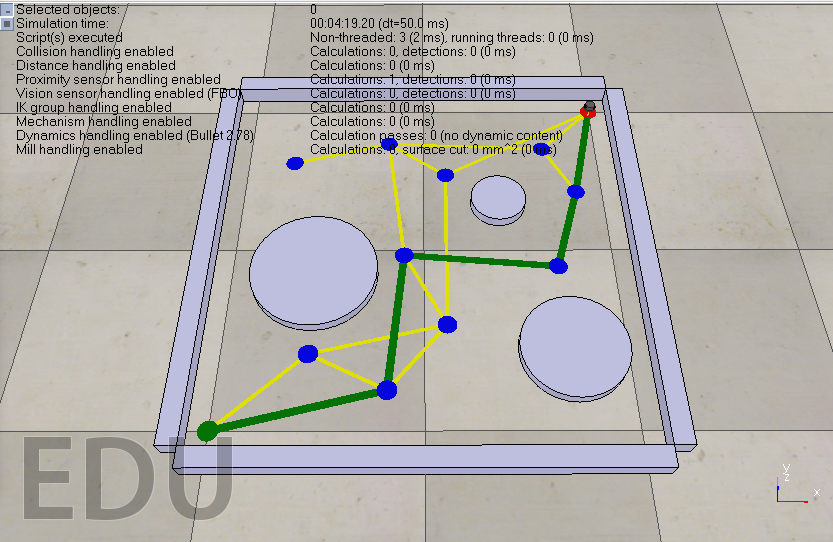 Selected objects: 0
Simulation time: 00:04:19.20 (dt=50.0 ms)
Script(s) executed Non-threaded: 3 (2 ms), running threads: 0 (0 ms)
Collision handling enabled Calculations: 0, detections: 0 (0 ms)
Distance handling enabled Calculations: 0 (0 ms)
Proximity sensor handling enabled Calculations: 1, detections: 0 (0 ms)
Vision sensor handling enabled (FBO) Calculations: 0, detections: 0 (0 ms)
IK group handling enabled Calculations: 0 (0 ms)
Mechanism handling enabled Calculations: 0 (0 ms)
Dynamics handling enabled (Bullet 2.78) Calculation passes: 0 (no dynamic content)
Mill handling enabled Calculations: 0, surface cut: 0 mm^2 (0 ms)
EDU
y
z
x